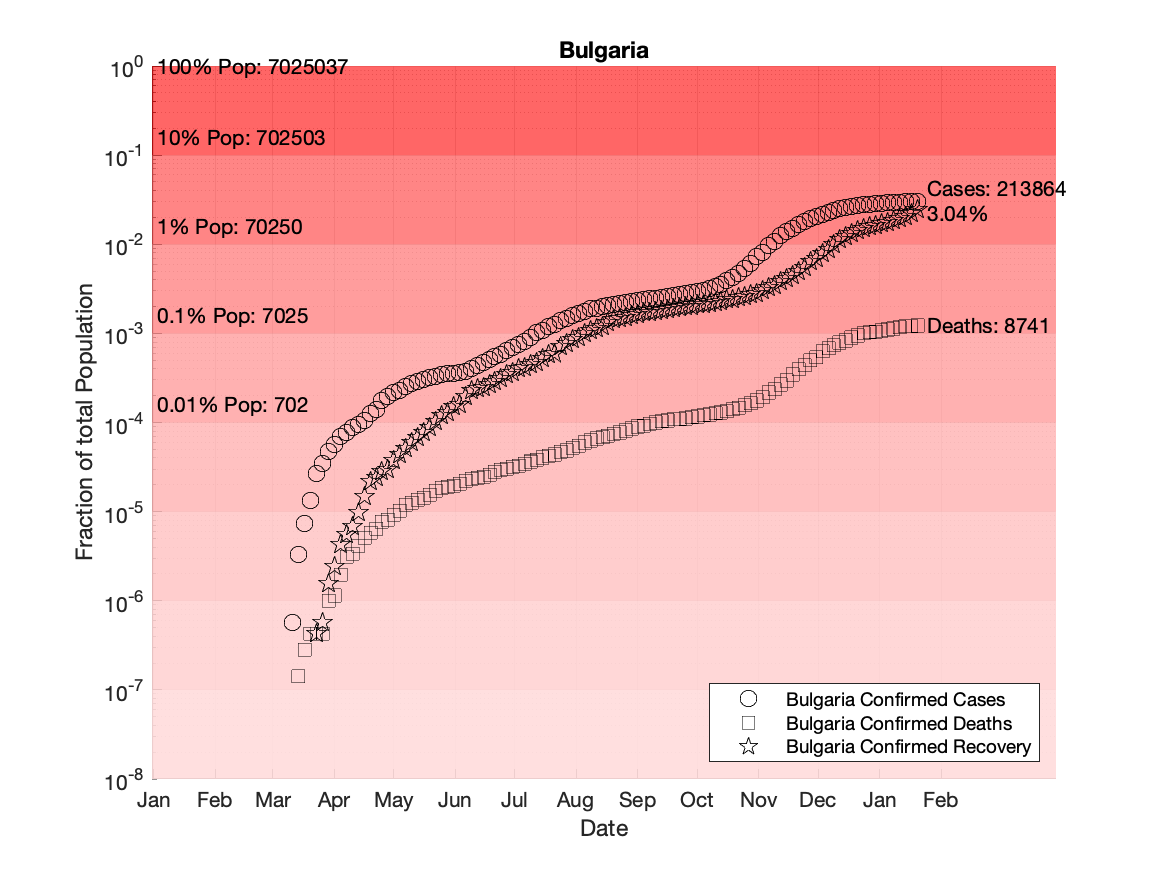 Bulgaria
10^0
100% Pop: 7025037
10% Pop: 702503
10^-1
Cases: 213864
3.04%
1% Pop: 70250
10^-2
0.1% Pop: 7025
Deaths: 8741
10^-3
0.01% Pop: 702
10^-4
10^-5
10^-6
10^-7
10^-8
Fraction of total Population
Bulgaria Confirmed Cases
Bulgaria Confirmed Deaths
Bulgaria Confirmed Recovery
Jan Feb Mar Apr May Jun Jul Aug Sep Oct Nov Dec Jan Feb
Date